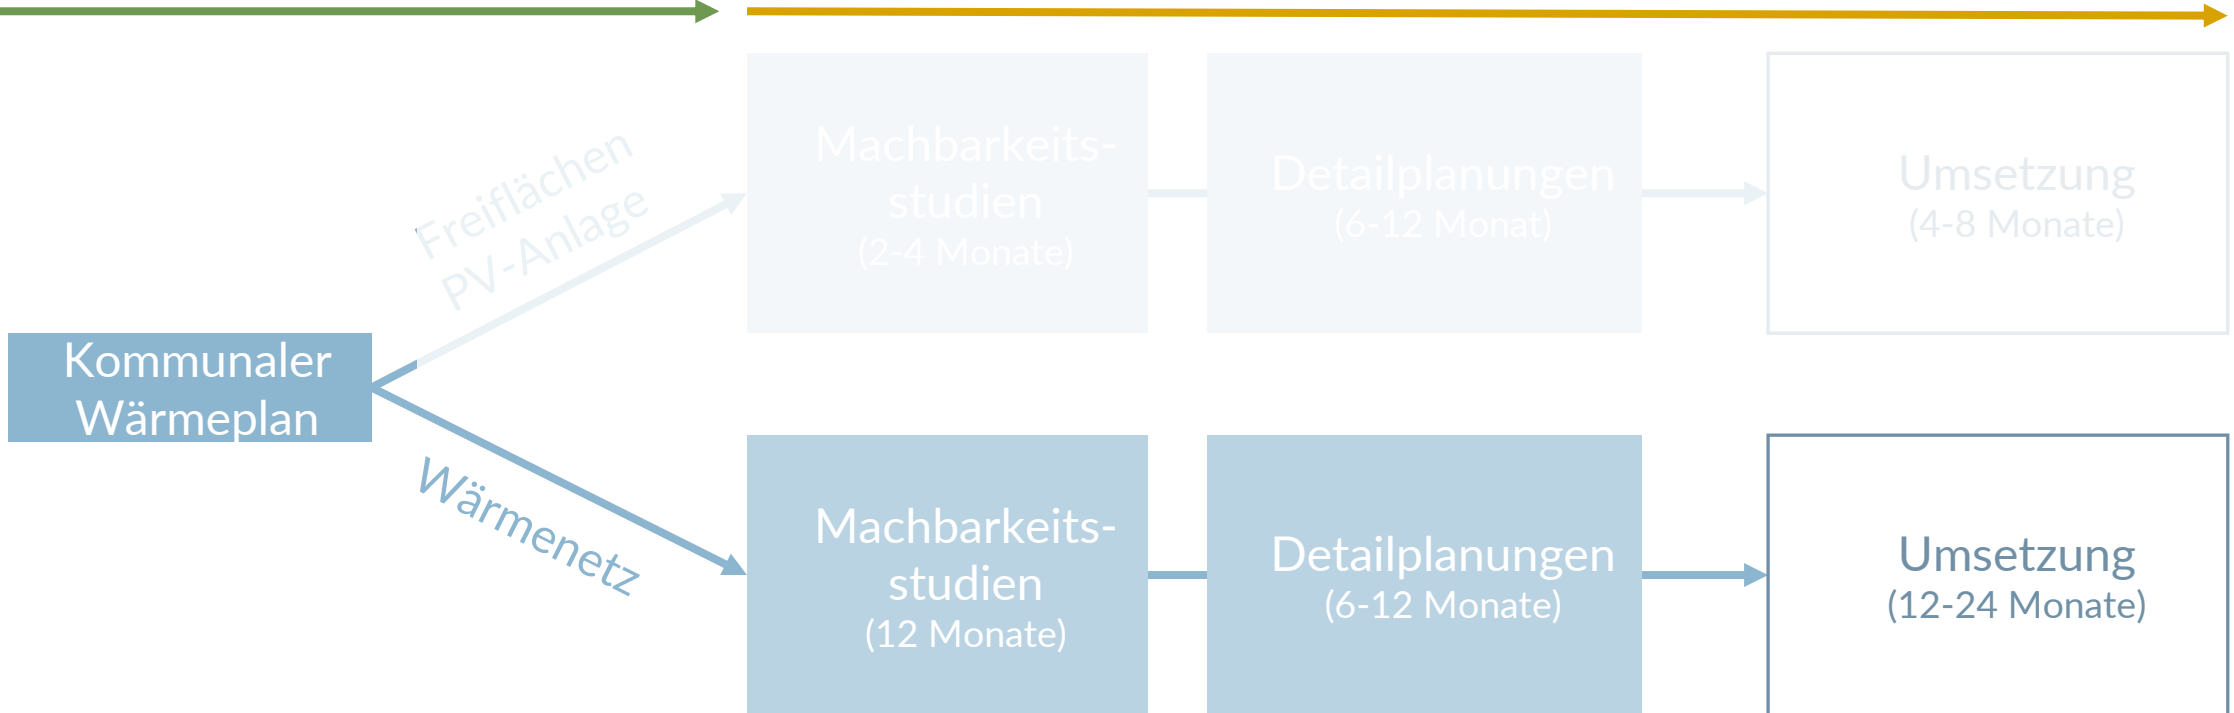 Freiflächen
PV-Anlage
Machbarkeits-
studien
(2-4 Monate)
Detailplanungen
(6-12 Monat)
Umsetzung
(4-8 Monate)
Kommunaler
Wärmeplan
Wärmenetz
Machbarkeits-
studien
(12 Monate)
Detailplanungen
(6-12 Monate)
Umsetzung
(12-24 Monate)